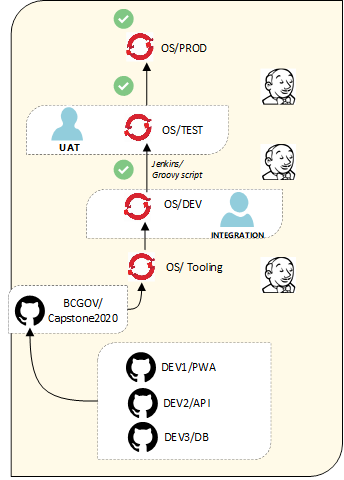 OS/PROD
OS/TEST
UAT
Jenkins/
Groovy script
OS/DEV
INTEGRATION
OS/ Tooling
BCGOV/
Capstone2020
DEV1/PWA
DEV2/API
DEV3/DB